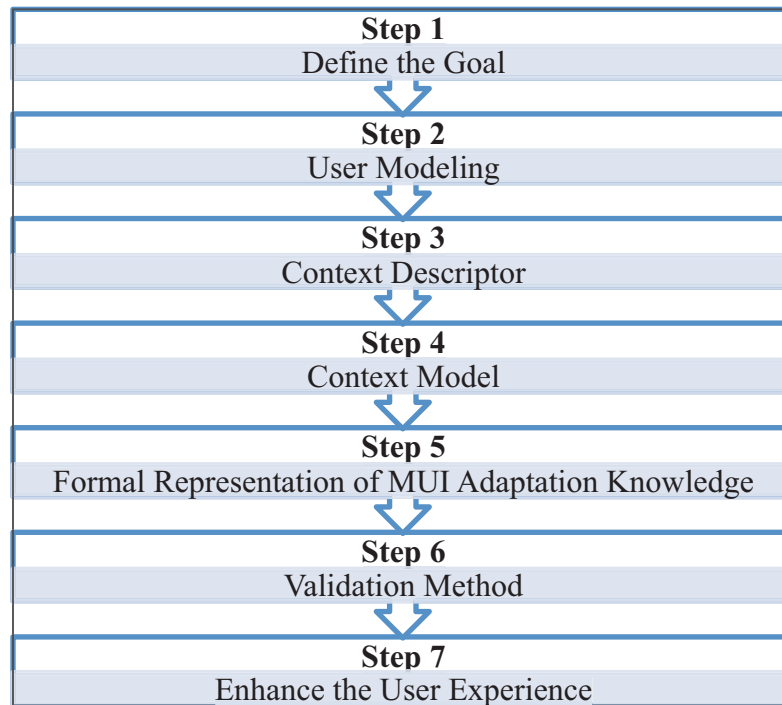 Step 1
Define the Goal
Step 2
User Modeling
Step 3
Context Descriptor
Step 4
Context Model
Step 5
Formal Representation of MUI Adaptation Knowledge
Step 6
Validation Method
Step 7
Enhance the User Experience